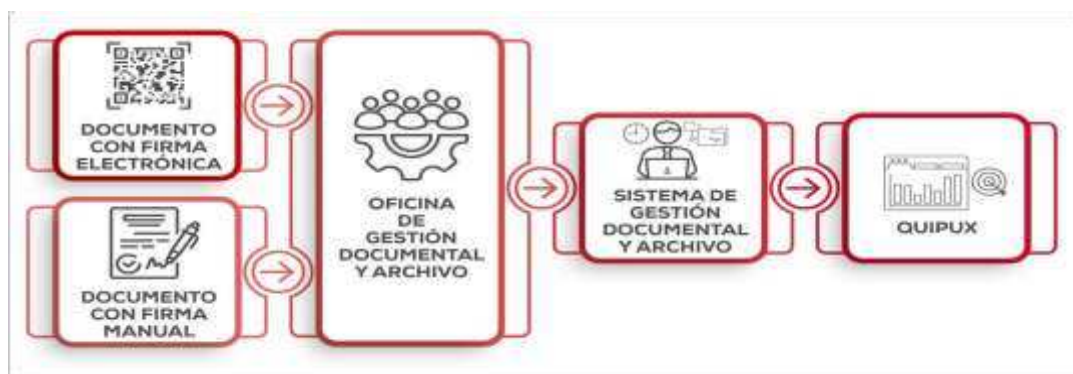 DOCUMENTO
CON FIRMA
ELECTRÓNICA
DOCUMENTO
CON FIRMA
MANUAL
OFICINA
DE
GESTIÓN
DOCUMENTAL
Y ARCHIVO
SISTEMA DE
GESTIÓN
DOCUMENTAL
Y ARCHIVO
QUIPUX